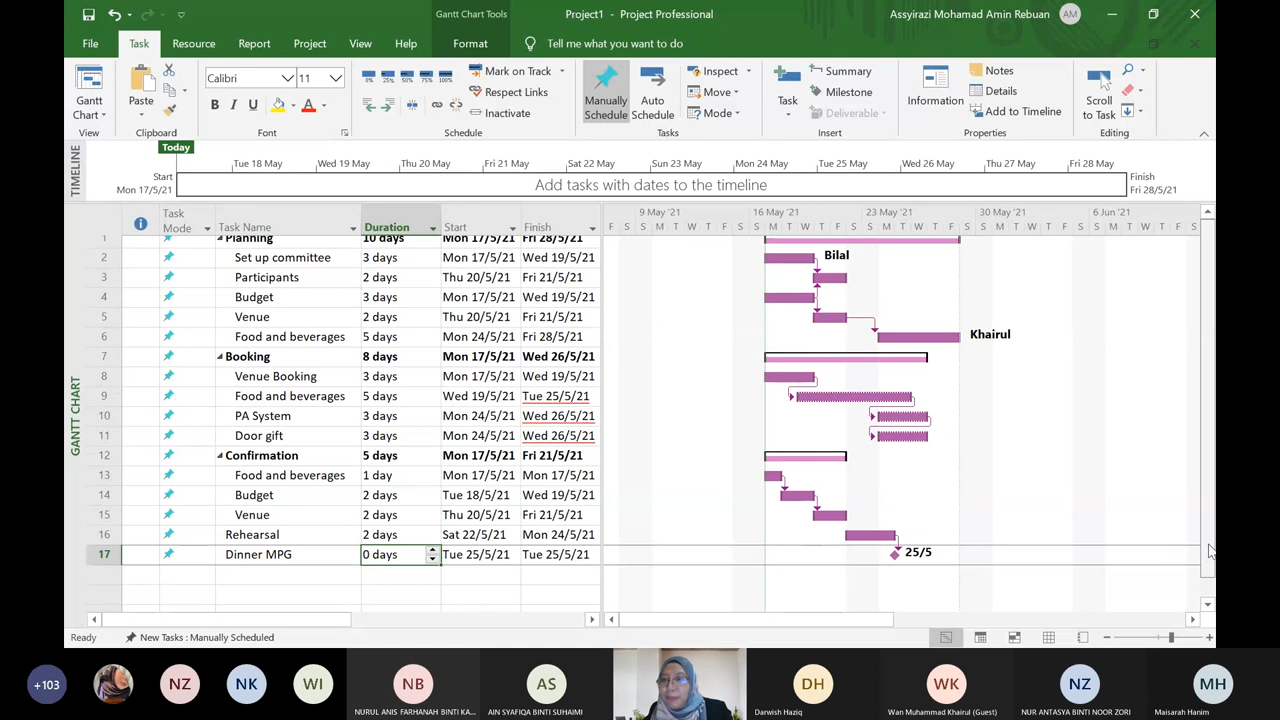 Gantt Chart Tools
Project1 - Project Professional
Assyirazi Mohamad Amin Rebuan
AM
File
Task
Resource
Report
Project
View
Help
Format
Tell me what you want to do
Gantt Chart
View
Paste
Clipboard
Calibri
11
B I U
A
Font
0% 25% 50% 75% 100%
Mark on Track
Respect Links
Inactivate
Schedule
Manually Schedule
Auto Schedule
Inspect
Move
Mode
Tasks
Task
Summary
Milestone
Deliverable
Insert
Information
Notes
Details
Add to Timeline
Properties
Scroll to Task
Editing
TIMELINE
Today
Start
Mon 17/5/21
Tue 18 May
Wed 19 May
Thu 20 May
Fri 21 May
Sat 22 May
Sun 23 May
Mon 24 May
Tue 25 May
Wed 26 May
Thu 27 May
Fri 28 May
Add tasks with dates to the timeline
Finish
Fri 28/5/21
GANTT CHART
Task Mode
Task Name
Duration
Start
Finish
9 May '21
16 May '21
23 May '21
30 May '21
6 Jun '21
F S S M T W T F S S M T W T F S S M T W T F S S M T W T F S S M T W T F S
1 Planning 10 days Mon 17/5/21 Fri 28/5/21
2 Set up committee 3 days Mon 17/5/21 Wed 19/5/21 Bilal
3 Participants 2 days Thu 20/5/21 Fri 21/5/21
4 Budget 3 days Mon 17/5/21 Wed 19/5/21
5 Venue 2 days Thu 20/5/21 Fri 21/5/21
6 Food and beverages 5 days Mon 24/5/21 Fri 28/5/21 Khairul
7 Booking 8 days Mon 17/5/21 Wed 26/5/21
8 Venue Booking 3 days Mon 17/5/21 Wed 19/5/21
9 Food and beverages 5 days Wed 19/5/21 Tue 25/5/21
10 PA System 3 days Mon 24/5/21 Wed 26/5/21
11 Door gift 3 days Mon 24/5/21 Wed 26/5/21
12 Confirmation 5 days Mon 17/5/21 Fri 21/5/21
13 Food and beverages 1 day Mon 17/5/21 Mon 17/5/21
14 Budget 2 days Tue 18/5/21 Wed 19/5/21
15 Venue 2 days Thu 20/5/21 Fri 21/5/21
16 Rehearsal 2 days Sat 22/5/21 Mon 24/5/21
17 Dinner MPG 0 days Tue 25/5/21 Tue 25/5/21 25/5
Ready
New Tasks : Manually Scheduled
+103
NZ
NK
WI
NB
NURUL ANIS FARHANAH BINTI KA...
AS
AIN SYAFIQA BINTI SUHAIMI
DH
Darwish Haziq
WK
Wan Muhammad Khairul (Guest)
NZ
NUR ANTASYA BINTI NOOR ZORI
MH
Maisarah Hanim